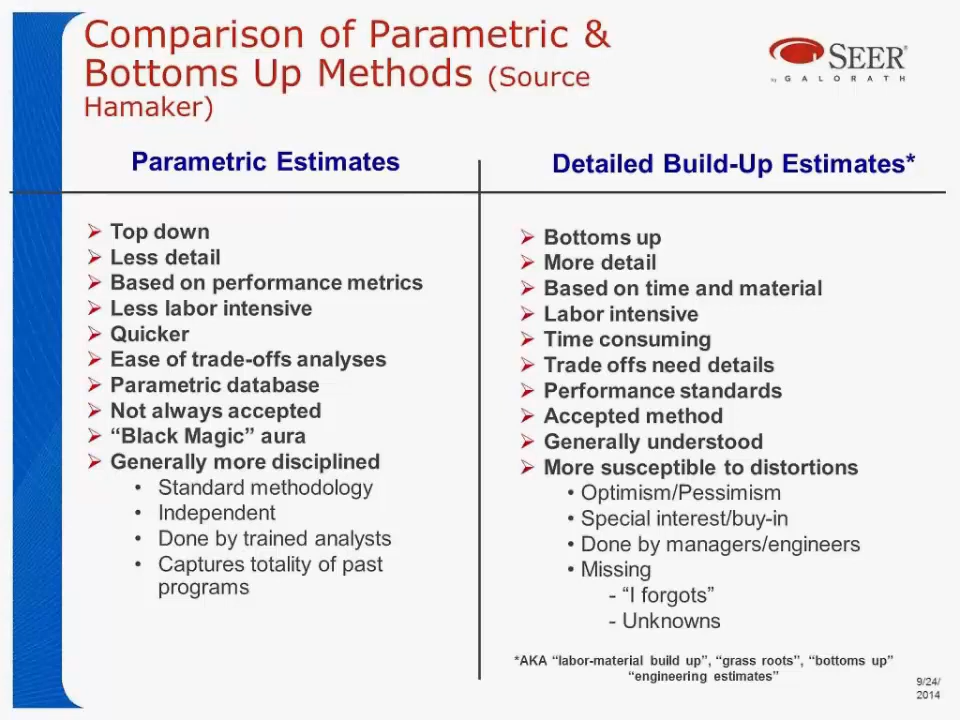 Comparison of Parametric &
Bottoms Up Methods (Source
Hamaker)
SEER®
by GALORATH
Parametric Estimates
➢ Top down
➢ Less detail
➢ Based on performance metrics
➢ Less labor intensive
➢ Quicker
➢ Ease of trade-offs analyses
➢ Parametric database
➢ Not always accepted
➢ “Black Magic” aura
➢ Generally more disciplined
• Standard methodology
• Independent
• Done by trained analysts
• Captures totality of past
programs
Detailed Build-Up Estimates*
➢ Bottoms up
➢ More detail
➢ Based on time and material
➢ Labor intensive
➢ Time consuming
➢ Trade offs need details
➢ Performance standards
➢ Accepted method
➢ Generally understood
➢ More susceptible to distortions
• Optimism/Pessimism
• Special interest/buy-in
• Done by managers/engineers
• Missing
- “I forgots”
- Unknowns
*AKA “labor-material build up”, “grass roots”, “bottoms up”
“engineering estimates”
9/24/
2014